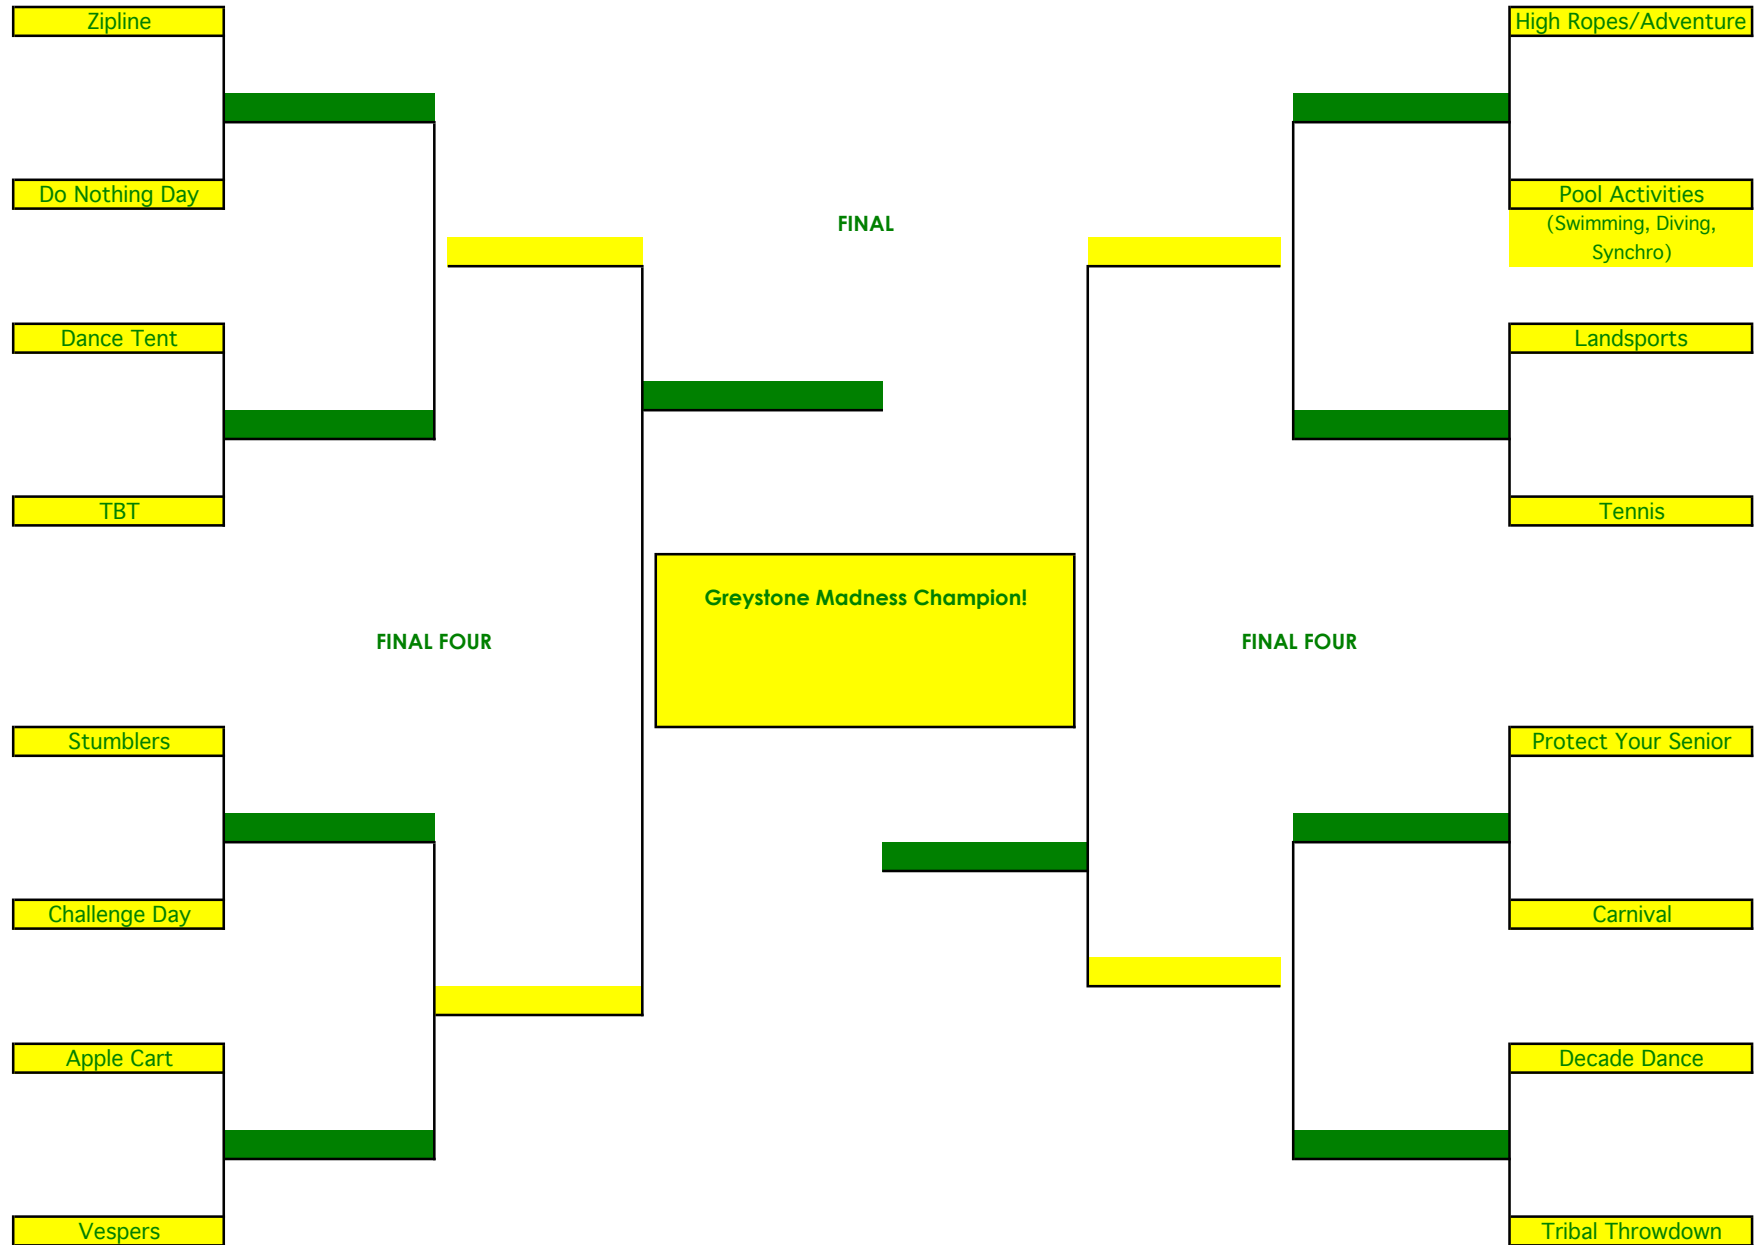 Zipline
High Ropes/Adventure
Do Nothing Day
Pool Activities
(Swimming, Diving,
Synchro)
FINAL
Dance Tent
Landsports
TBT
Tennis
Greystone Madness Champion!
FINAL FOUR
FINAL FOUR
Stumblers
Protect Your Senior
Challenge Day
Carnival
Apple Cart
Decade Dance
Vespers
Tribal Throwdown